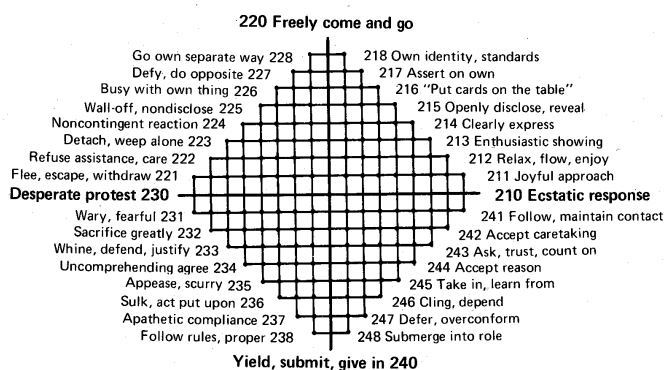 220 Freely come and go
Go own separate way 228
218 Own identity, standards
Defy, do opposite 227
217 Assert on own
Busy with own thing 226
216 "Put cards on the table"
Wall-off, nondisclose 225
215 Openly disclose, reveal
Noncontingent reaction 224
214 Clearly express
Detach, weep alone 223
213 Enthusiastic showing
Refuse assistance, care 222
212 Relax, flow, enjoy
Flee, escape, withdraw 221
211 Joyful approach
Desperate protest 230
210 Ecstatic response
Wary, fearful 231
241 Follow, maintain contact
Sacrifice greatly 232
242 Accept caretaking
Whine, defend, justify 233
243 Ask, trust, count on
Uncomprehending agree 234
244 Accept reason
Appease, scurry 235
245 Take in, learn from
Sulk, act put upon 236
246 Cling, depend
Apathetic compliance 237
247 Defer, overconform
Follow rules, proper 238
248 Submerge into role
Yield, submit, give in 240